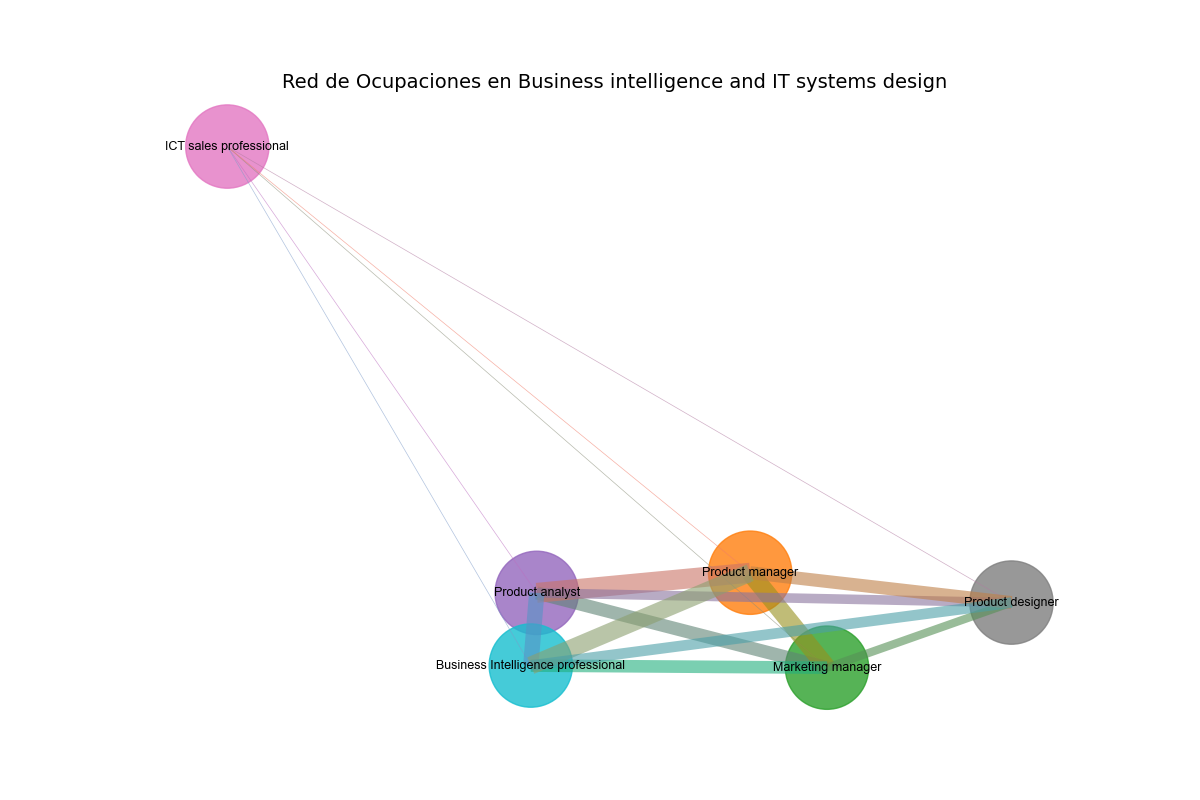 Red de Ocupaciones en Business intelligence and IT systems design
ICT sales professional
Product manager
Product analyst
Product designer
Business Intelligence professional
Marketing manager